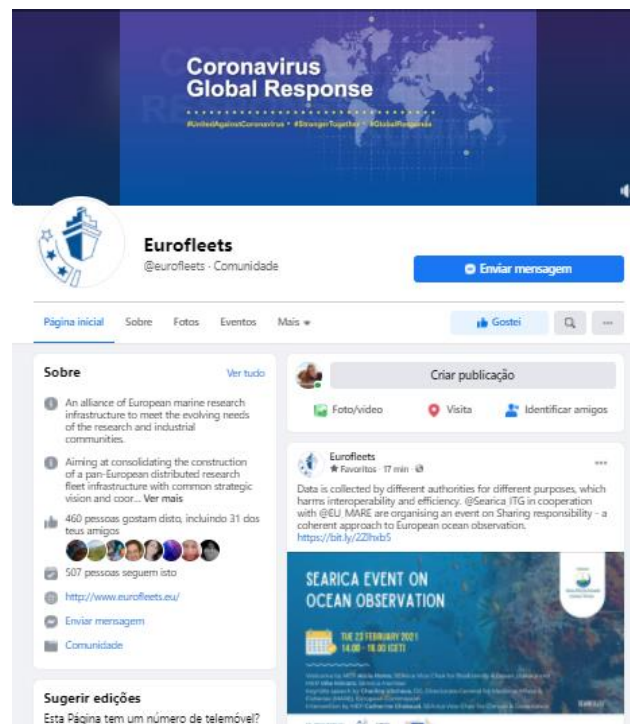 Coronavirus
Global Response
#UnitedAgainstCoronavirus • #StrongerTogether • #GlobalResponse
Eurofleets
@eurofleets · Comunidade
Enviar mensagem
Página inicial Sobre Fotos Eventos Mais
Gostei
Sobre Ver tudo
An alliance of European marine research
infrastructure to meet the evolving needs
of the research and industrial
communities.
Aiming at consolidating the construction
of a pan-European distributed research
fleet infrastructure with common strategic
vision and coor... Ver mais
460 pessoas gostam disto, incluindo 31 dos
teus amigos
507 pessoas seguem isto
http://www.eurofleets.eu/
Enviar mensagem
Comunidade
Sugerir edições
Esta Página tem um número de telemóvel?
Criar publicação
Foto/vídeo Visita Identificar amigos
Eurofleets
Favoritos · 17 min ·
Data is collected by different authorities for different purposes, which
harms interoperability and efficiency. @Searica_ITG in cooperation
with @EU_MARE are organising an event on Sharing responsibility - a
coherent approach to European ocean observation.
SEARICA EVENT ON
OCEAN OBSERVATION
TUE 23 FEBRUARY 2021
14.00 - 16.00 (CET)